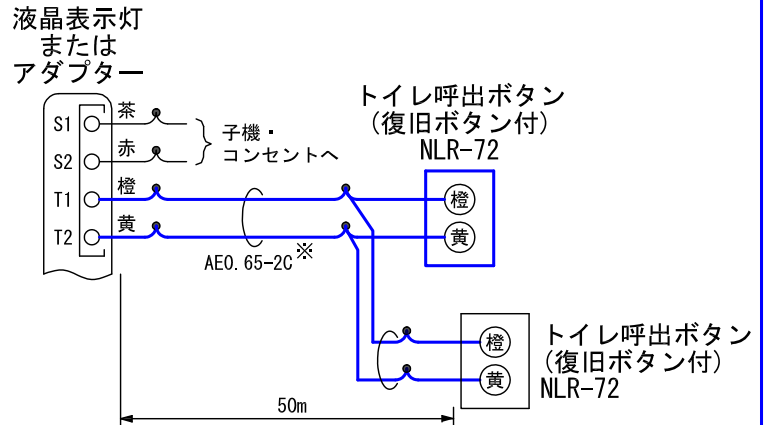 液晶表示灯
または
アダプター
トイレ呼出ボタン
(復旧ボタン付)
NLR-72
S1
茶
S2
赤
子機・
コンセントへ
T1
橙
橙
T2
黄
黄
AE0.65-2C※
橙
黄
トイレ呼出ボタン
(復旧ボタン付)
NLR-72
50m